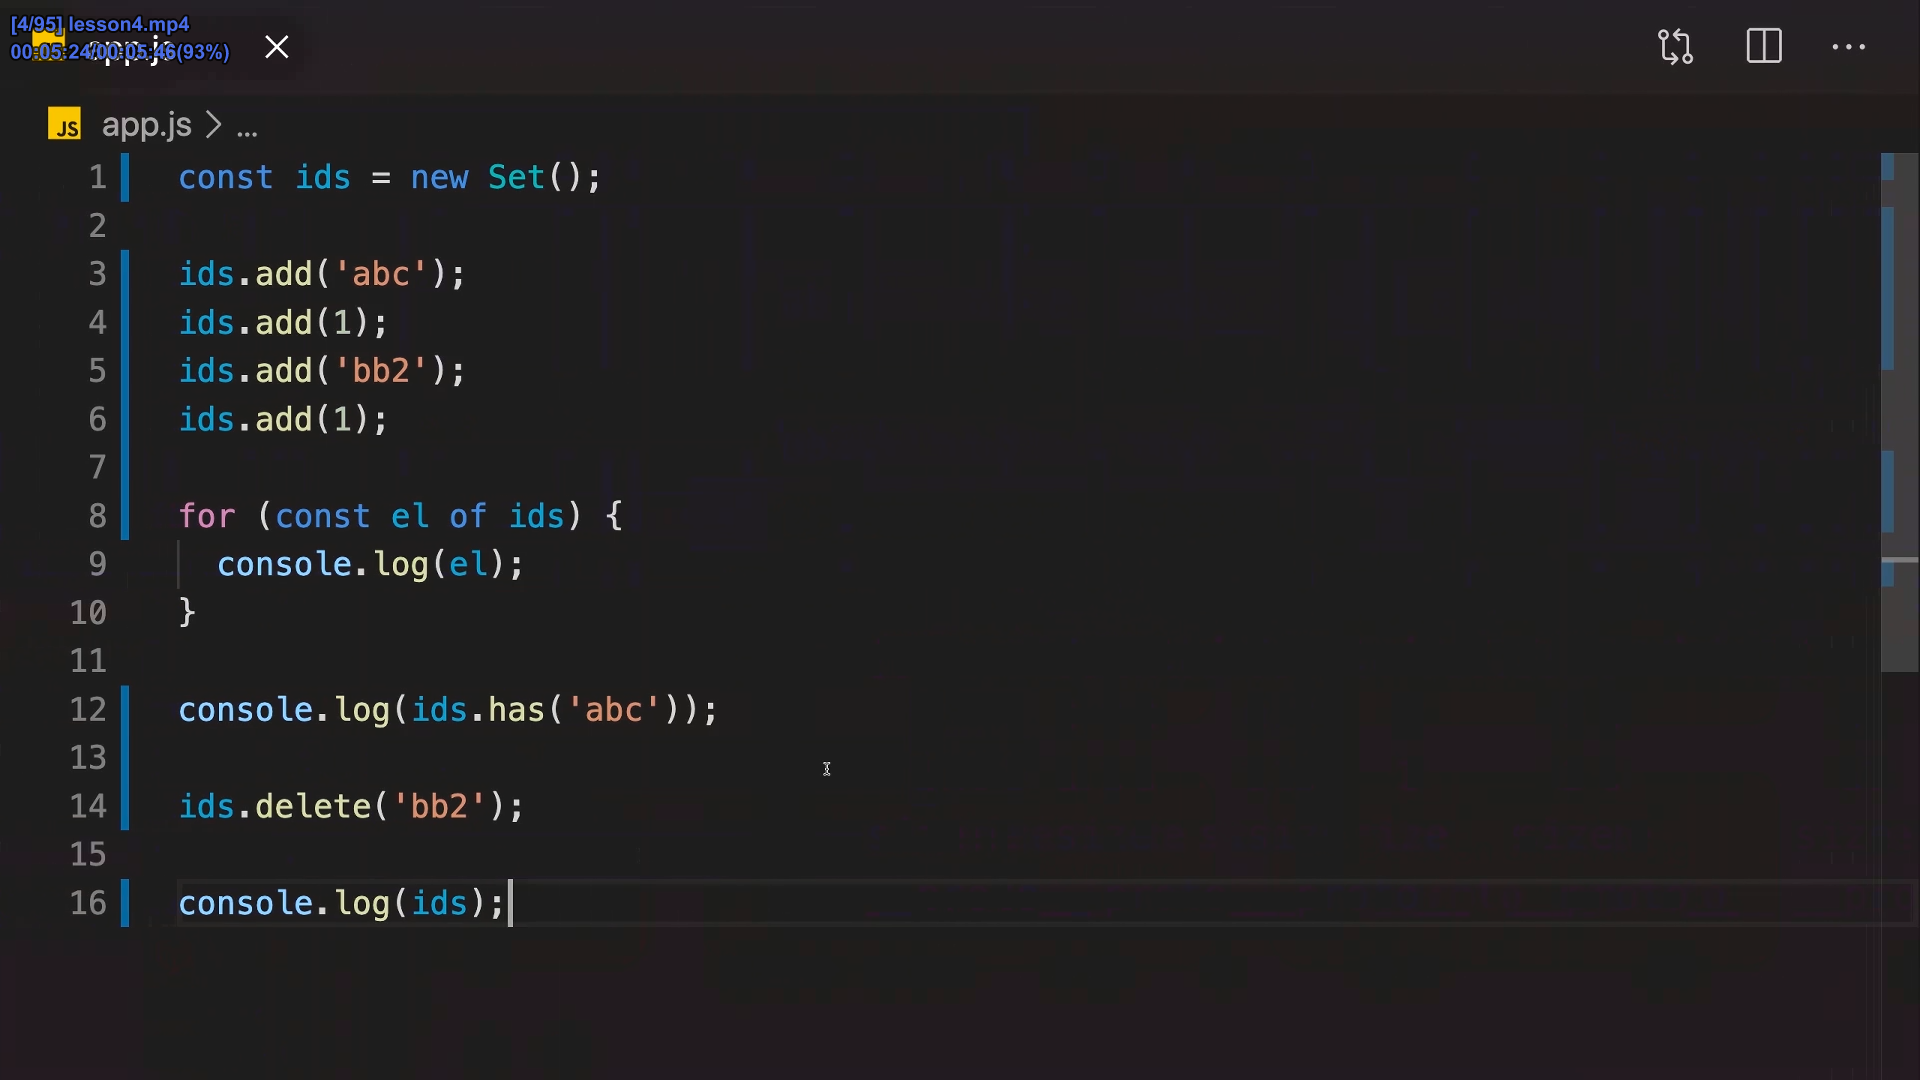 [4/95] lesson4.mp4
00:05:24/00:05:46(93%)
app.js
JS app.js > ...
1 const ids = new Set();
2
3 ids.add('abc');
4 ids.add(1);
5 ids.add('bb2');
6 ids.add(1);
7
8 for (const el of ids) {
9   console.log(el);
10 }
11
12 console.log(ids.has('abc'));
13
14 ids.delete('bb2');
15
16 console.log(ids);